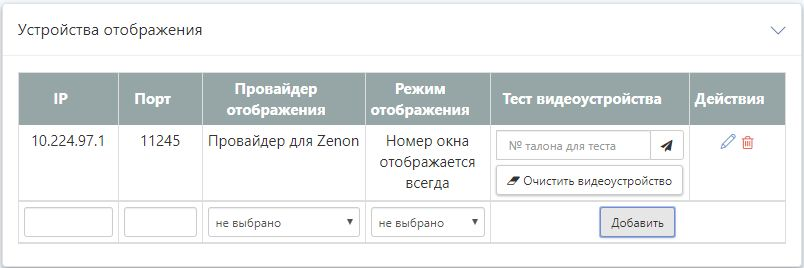 Устройства отображения
IP
Порт
Провайдер
отображения
Режим
отображения
Тест видеоустройства
Действия
10.224.97.1
11245
Провайдер для Zenon
Номер окна
отображается
всегда
№ талона для теста
Очистить видеоустройство
не выбрано
не выбрано
Добавить